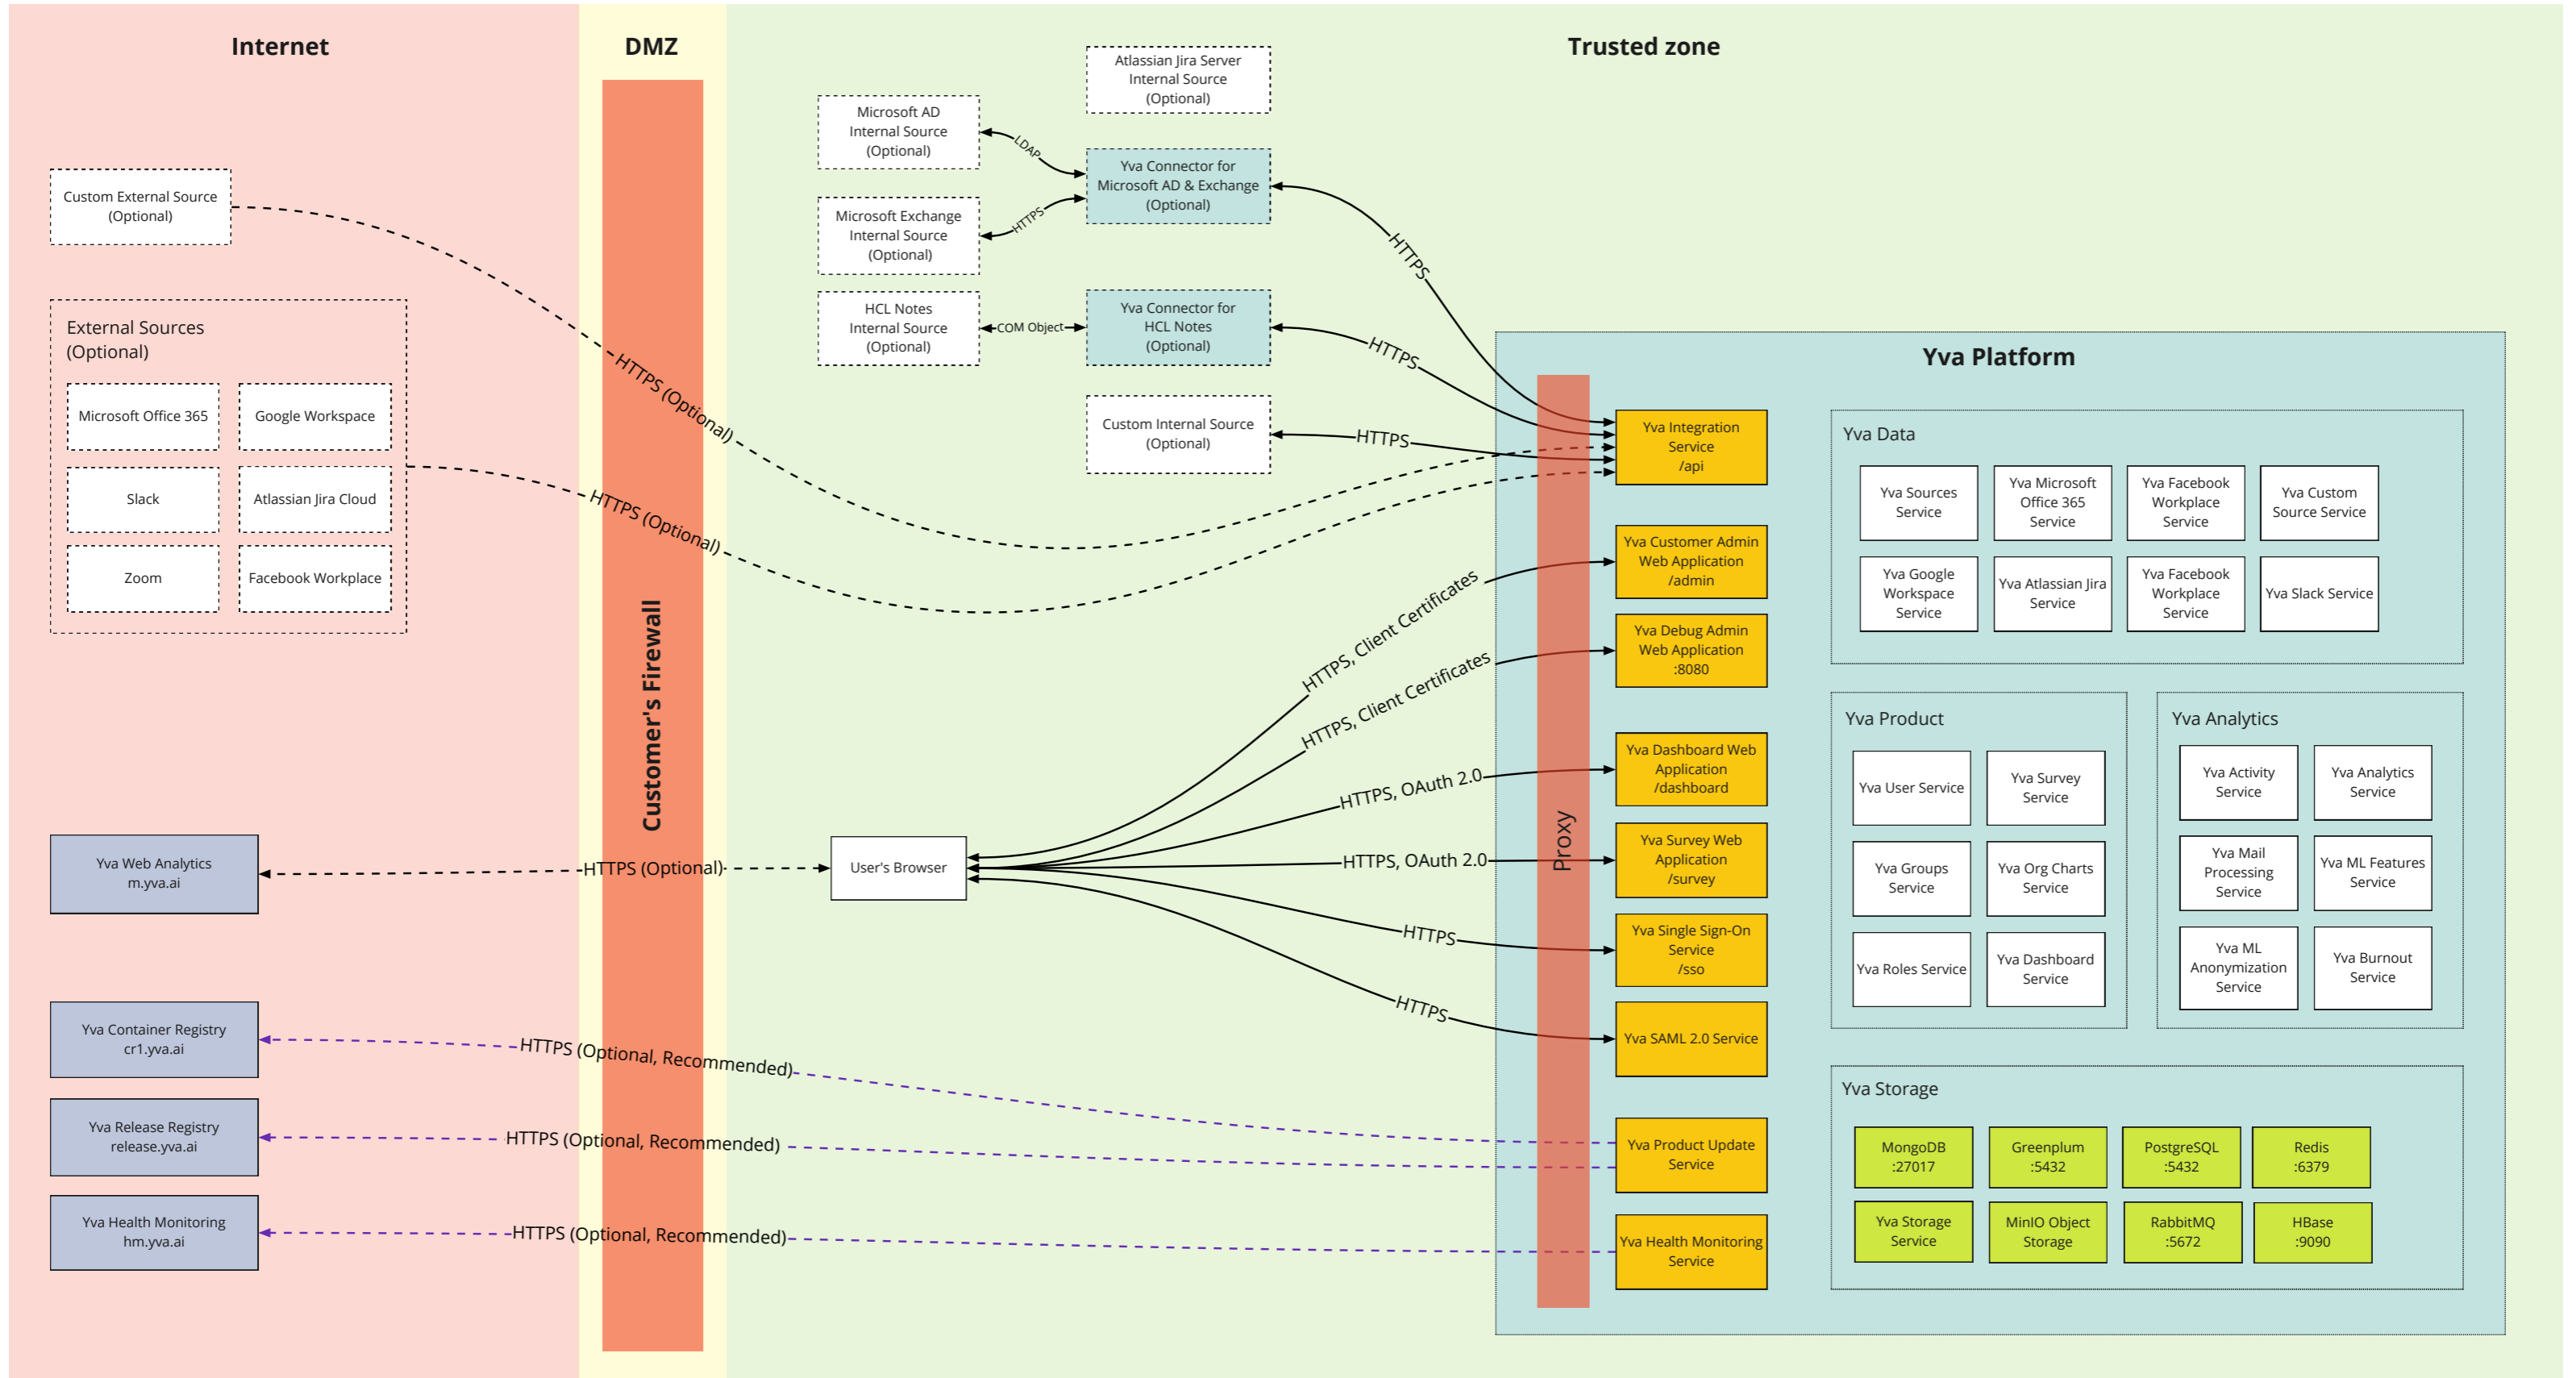 Internet
DMZ
Trusted zone
Custom External Source
(Optional)
External Sources
(Optional)
Microsoft Office 365
Google Workspace
Slack
Atlassian Jira Cloud
Zoom
Facebook Workplace
HTTPS (Optional)
HTTPS (Optional)
Customer's Firewall
Atlassian Jira Server
Internal Source
(Optional)
Microsoft AD
Internal Source
(Optional)
LDAP
Yva Connector for
Microsoft AD & Exchange
(Optional)
Microsoft Exchange
Internal Source
(Optional)
HTTPS
HTTPS
HCL Notes
Internal Source
(Optional)
COM Object
Yva Connector for
HCL Notes
(Optional)
HTTPS
Custom Internal Source
(Optional)
HTTPS
Yva Web Analytics
m.yva.ai
HTTPS (Optional)
User's Browser
HTTPS, Client Certificates
HTTPS, Client Certificates
HTTPS, OAuth 2.0
HTTPS, OAuth 2.0
HTTPS
HTTPS
Yva Container Registry
cr1.yva.ai
HTTPS (Optional, Recommended)
Yva Release Registry
release.yva.ai
HTTPS (Optional, Recommended)
Yva Health Monitoring
hm.yva.ai
HTTPS (Optional, Recommended)
Yva Platform
Proxy
Yva Integration
Service
/api
Yva Customer Admin
Web Application
/admin
Yva Debug Admin
Web Application
:8080
Yva Dashboard Web
Application
/dashboard
Yva Survey Web
Application
/survey
Yva Single Sign-On
Service
/sso
Yva SAML 2.0 Service
Yva Product Update
Service
Yva Health Monitoring
Service
Yva Data
Yva Sources
Service
Yva Microsoft
Office 365
Service
Yva Facebook
Workplace
Service
Yva Custom
Source Service
Yva Google
Workspace
Service
Yva Atlassian Jira
Service
Yva Facebook
Workplace
Service
Yva Slack Service
Yva Product
Yva User Service
Yva Survey
Service
Yva Groups
Service
Yva Org Charts
Service
Yva Roles Service
Yva Dashboard
Service
Yva Analytics
Yva Activity
Service
Yva Analytics
Service
Yva Mail
Processing
Service
Yva ML Features
Service
Yva ML
Anonymization
Service
Yva Burnout
Service
Yva Storage
MongoDB
:27017
Greenplum
:5432
PostgreSQL
:5432
Redis
:6379
Yva Storage
Service
MinIO Object
Storage
RabbitMQ
:5672
HBase
:9090